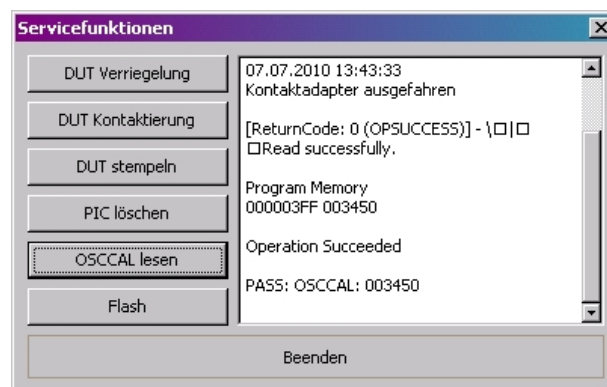 Servicefunktionen
DUT Verriegelung
DUT Kontaktierung
DUT stempeln
PIC löschen
OSCCAL lesen
Flash
07.07.2010 13:43:33
Kontaktadapter ausgefahren
[ReturnCode: 0 (OPSUCCESS)] - \□|□
□Read successfully.
Program Memory
000003FF 003450
Operation Succeeded
PASS: OSCCAL: 003450
Beenden